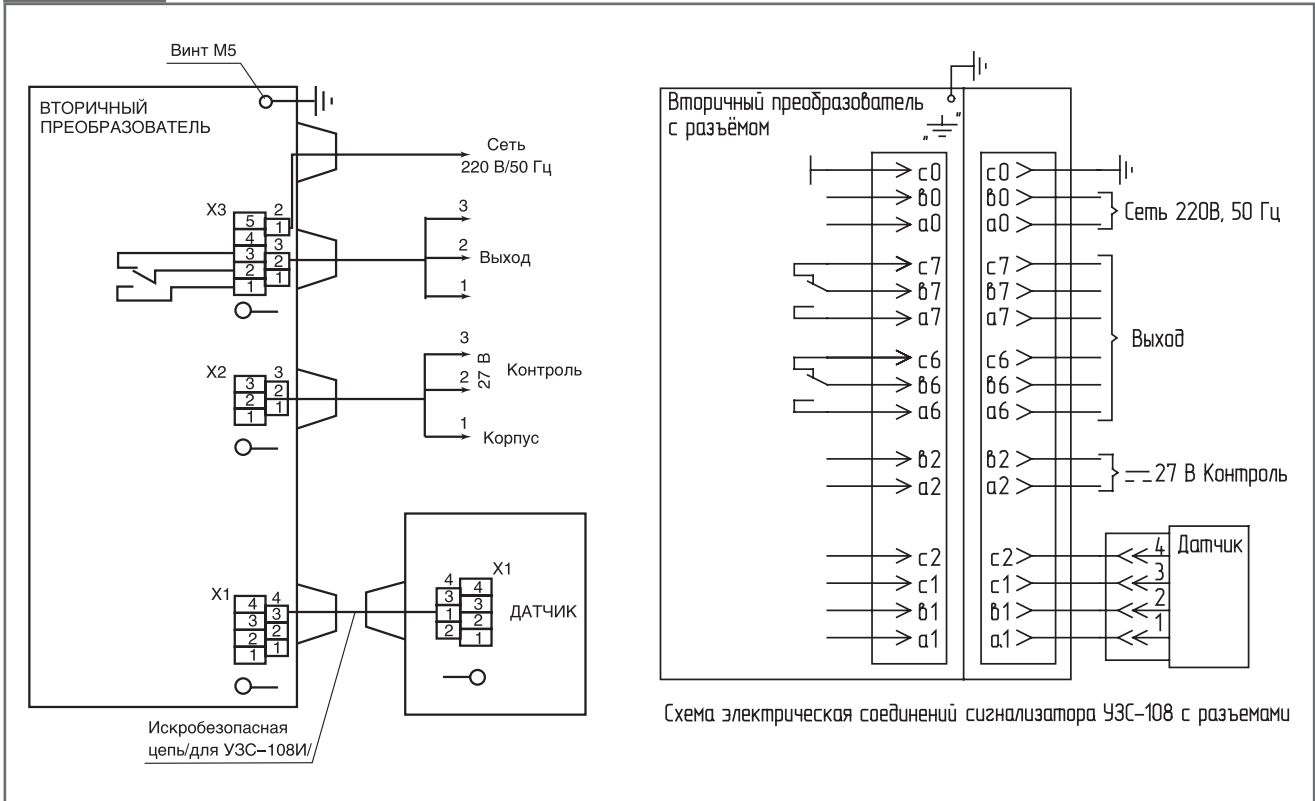 Винт М5
ВТОРИЧНЫЙ
ПРЕОБРАЗОВАТЕЛЬ
Сеть
220 В/50 Гц
X3
5
4
3
2
1
2
1
3
2
1
3
2
Выход
1
X2
3
2
1
3
2
1
3
2
27 В
Контроль
1
Корпус
X1
4
3
2
1
4
3
2
1
4
3
1
2
X1
4
3
2
1
ДАТЧИК
Искробезопасная
цепь/для УЗС–108И/
Вторичный преобразователь
с разъёмом
„ "
с0
в0
а0
с7
в7
а7
с6
в6
а6
в2
а2
с2
с1
в1
а1
с0
в0
а0
Сеть 220В, 50 Гц
с7
в7
а7
с6
в6
а6
Выход
в2
а2
27 В Контроль
с2
с1
в1
а1
4
3
2
1
Датчик
Схема электрическая соединений сигнализатора УЗС–108 с разъемами